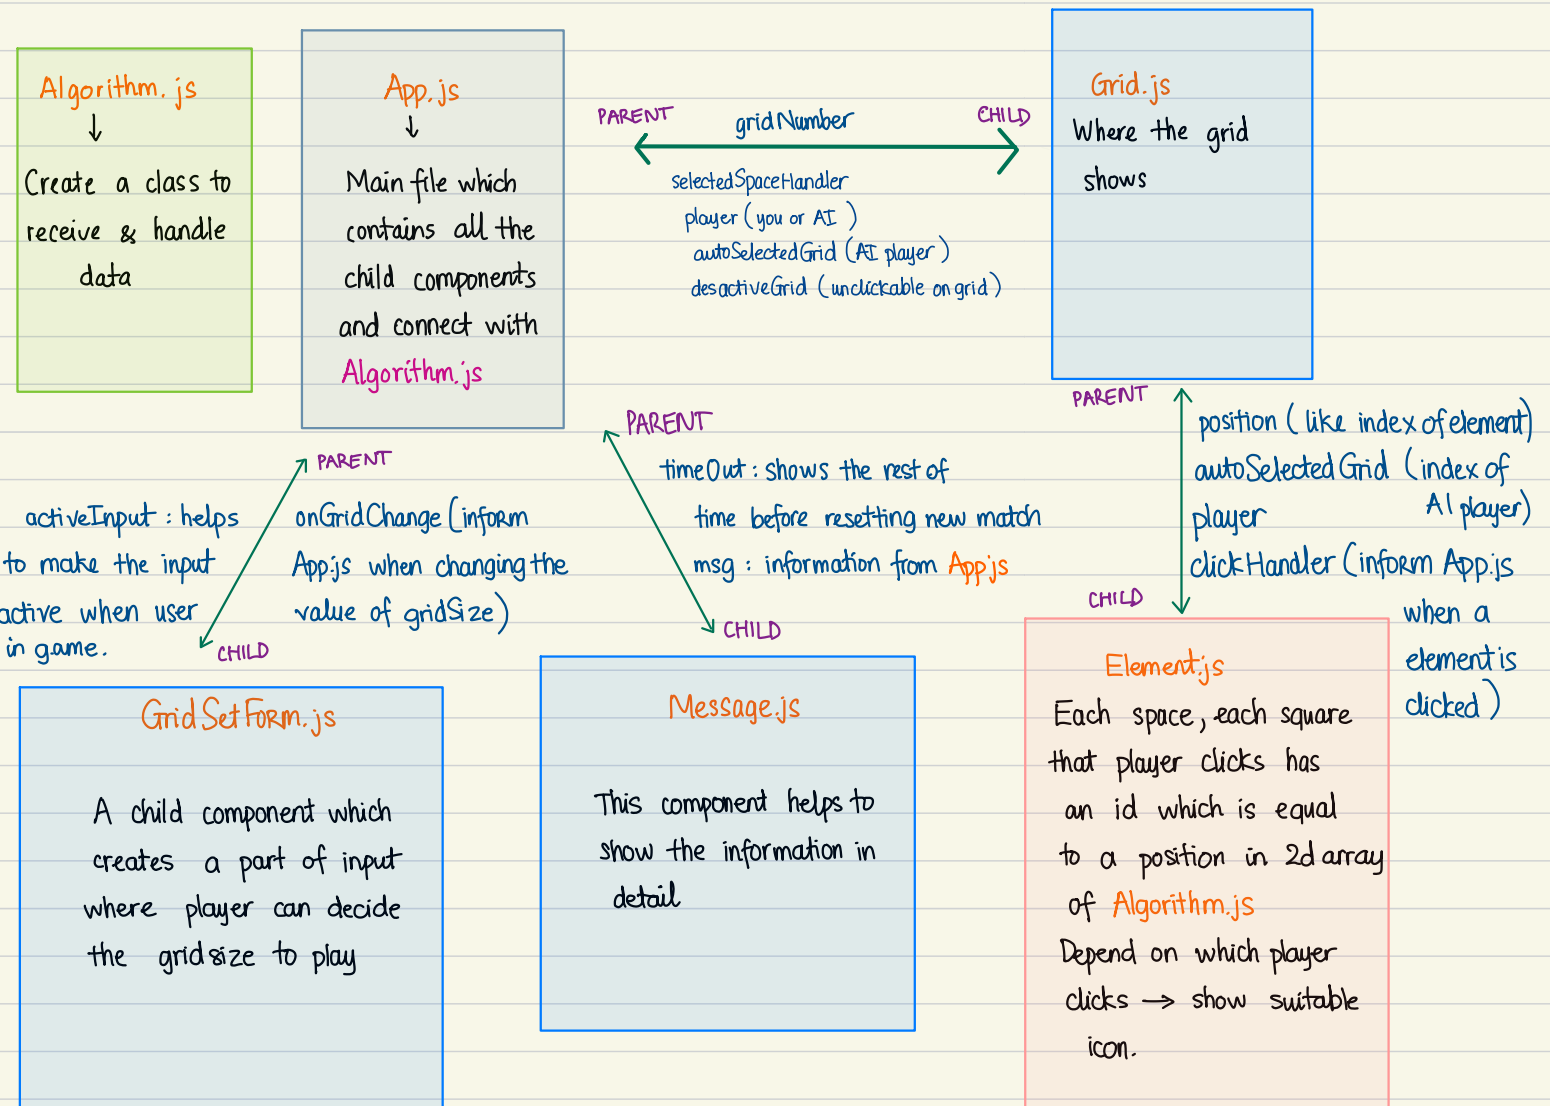 Algorithm.js
Create a class to
receive & handle
data
App.js
Main file which
contains all the
child components
and connect with
Algorithm.js
PARENT
gridNumber
CHILD
selectedSpaceHandler
player (you or AI)
autoSelectedGrid (AI player)
desactiveGrid (unclickable on grid)
Grid.js
Where the grid
shows
PARENT
activeInput : helps
to make the input
active when user
in game.
onGridChange (inform
App.js when changing the
value of gridSize)
CHILD
PARENT
timeOut : shows the rest of
time before resetting new match
msg : information from App.js
CHILD
PARENT
position (like index of element)
autoSelectedGrid (index of
AI player)
player
clickHandler (inform App.js
when a
element is
clicked)
CHILD
GridSetForm.js
A child component which
creates a part of input
where player can decide
the gridsize to play
Message.js
This component helps to
show the information in
detail
Element.js
Each space, each square
that player clicks has
an id which is equal
to a position in 2d array
of Algorithm.js
Depend on which player
clicks → show suitable
icon.